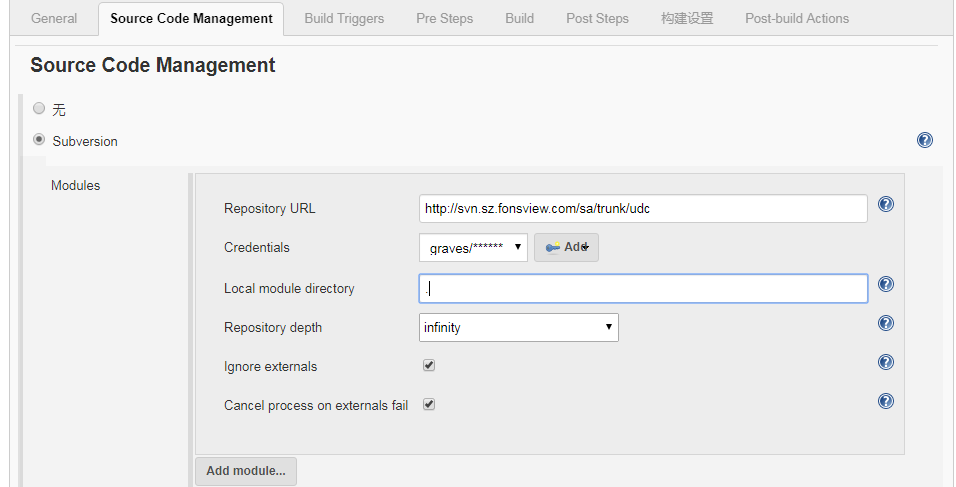 General Source Code Management Build Triggers Pre Steps Build Post Steps 构建设置 Post-build Actions
Source Code Management
无
Subversion
Modules
Repository URL http://svn.sz.fonsview.com/sa/trunk/udc
Credentials graves/****** Add
Local module directory .
Repository depth infinity
Ignore externals
Cancel process on externals fail
Add module...